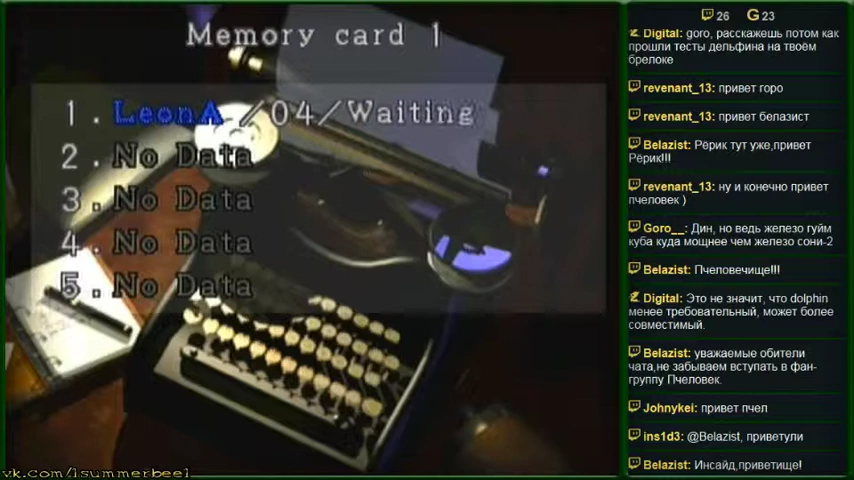 Memory card 1
1. LeonA /04/Waiting
2. No Data
3. No Data
4. No Data
5. No Data
vk.com/1summerbee1
26 G 23
Digital: goro, расскажешь потом как
прошли тесты дельфина на твоём
брелоке
revenant_13: привет горо
revenant_13: привет белазист
Belazist: Рёрик тут уже,привет
Рёрик!!!
revenant_13: ну и конечно привет
пчеловек )
Goro__: Дин, но ведь железо гуйм
куба куда мощнее чем железо сони-2
Belazist: Пчеловечище!!!
Digital: Это не значит, что dolphin
менее требовательный, может более
совместимый.
Belazist: уважаемые обители
чата,не забываем вступать в фан-
группу Пчеловек.
Johnykei: привет пчел
ins1d3: @Belazist, приветули
Belazist: Инсайд,приветище!